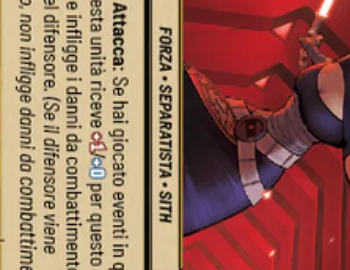 FORZA • SEPARATISTA • SITH
Attacca: Se hai giocato eventi in q
esta unità riceve +1/+0 per questo
e infligge i danni da combattimento
el difensore. (Se il difensore viene
o, non infligge danni da combattime